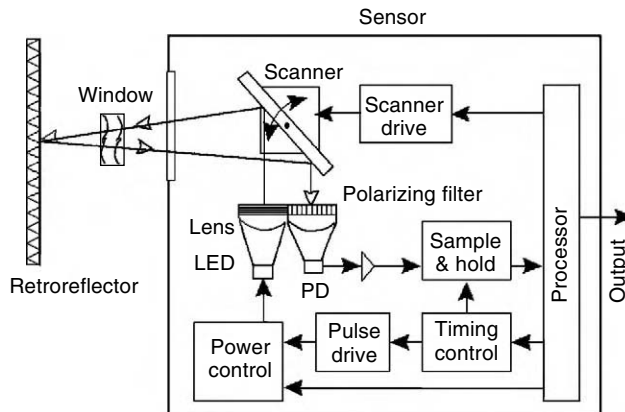 Sensor
Scanner
Window
Scanner
drive
Polarizing filter
Lens
LED
PD
Sample
& hold
Retroreflector
Processor
Output
Power
control
Pulse
drive
Timing
control